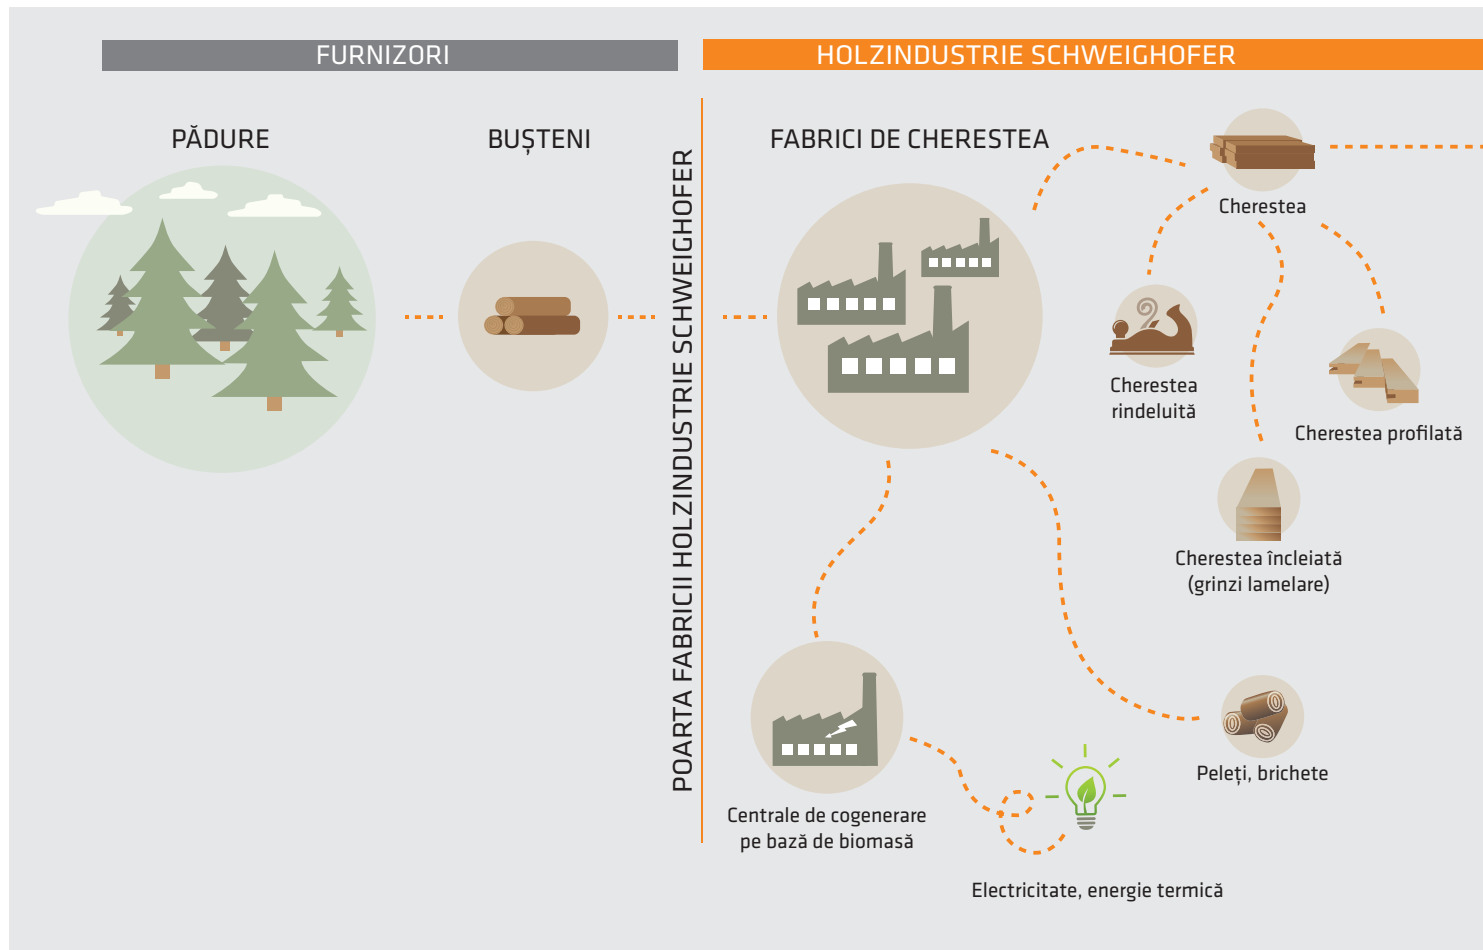 FURNIZORI
HOLZINDUSTRIE SCHWEIGHOFER
PĂDURE
BUȘTENI
POARTA FABRICII HOLZINDUSTRIE SCHWEIGHOFER
FABRICI DE CHERESTEA
Cherestea
Cherestea
rindeluită
Cherestea profilată
Cherestea încleiată
(grinzi lamelare)
Peleți, brichete
Centrale de cogenerare
pe bază de biomasă
Electricitate, energie termică